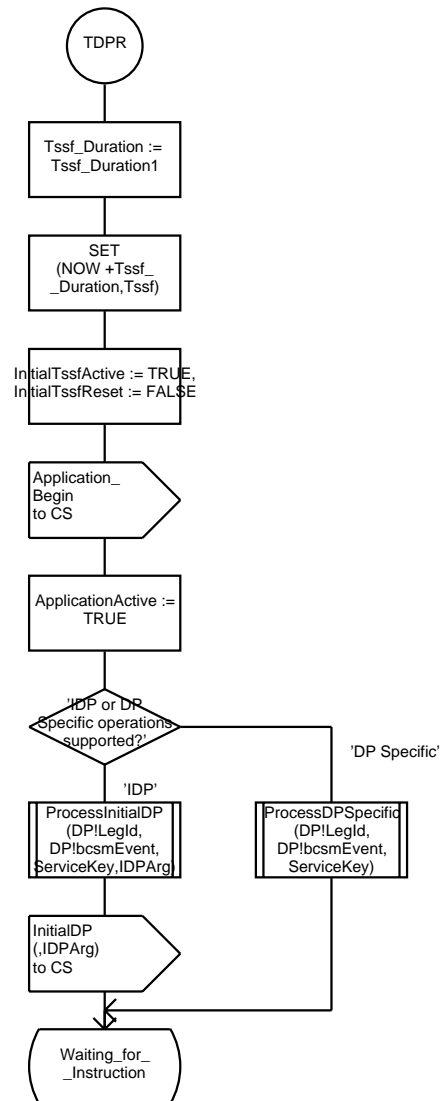 TDPR
Tssf_Duration :=
Tssf_Duration1
SET
(NOW +Tssf_
_Duration,Tssf)
InitialTssfActive := TRUE,
InitialTssfReset := FALSE
Application_
Begin
to CS
ApplicationActive :=
TRUE
'IDP or DP
Specific operations
supported?'
'DP Specific'
'IDP'
ProcessInitialDP
(DP!LegId,
DP!bcsmEvent,
ServiceKey,IDPArg)
ProcessDPSpecific
(DP!LegId,
DP!bcsmEvent,
ServiceKey)
InitialDP
(,IDPArg)
to CS
Waiting_for_
_Instruction